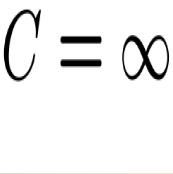 C = ∞